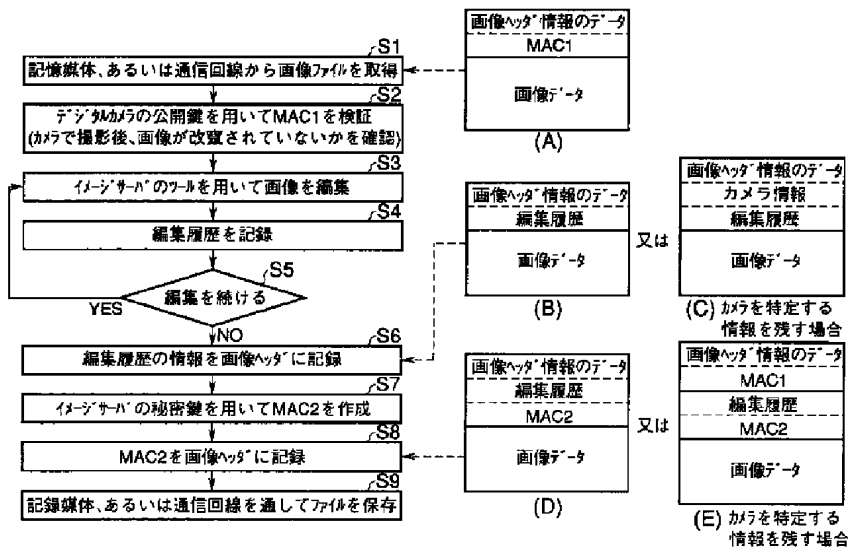 S1
記憶媒体、あるいは通信回線から画像ファイルを取得
S2
デジタルカメラの公開鍵を用いてMAC1を検証
(カメラで撮影後、画像が改竄されていないかを確認)
S3
イメージサーバのツールを用いて画像を編集
S4
編集履歴を記録
S5
編集を続ける
YES
NO
S6
編集履歴の情報を画像ヘッダに記録
S7
イメージサーバの秘密鍵を用いてMAC2を作成
S8
MAC2を画像ヘッダに記録
S9
記録媒体、あるいは通信回線を通してファイルを保存
画像ヘッダ情報のデータ
MAC1
画像データ
(A)
画像ヘッダ情報のデータ
編集履歴
画像データ
(B)
又は
画像ヘッダ情報のデータ
カメラ情報
編集履歴
画像データ
(C) カメラを特定する
情報を残す場合
画像ヘッダ情報のデータ
編集履歴
MAC2
画像データ
(D)
又は
画像ヘッダ情報のデータ
MAC1
編集履歴
MAC2
画像データ
(E) カメラを特定する
情報を残す場合